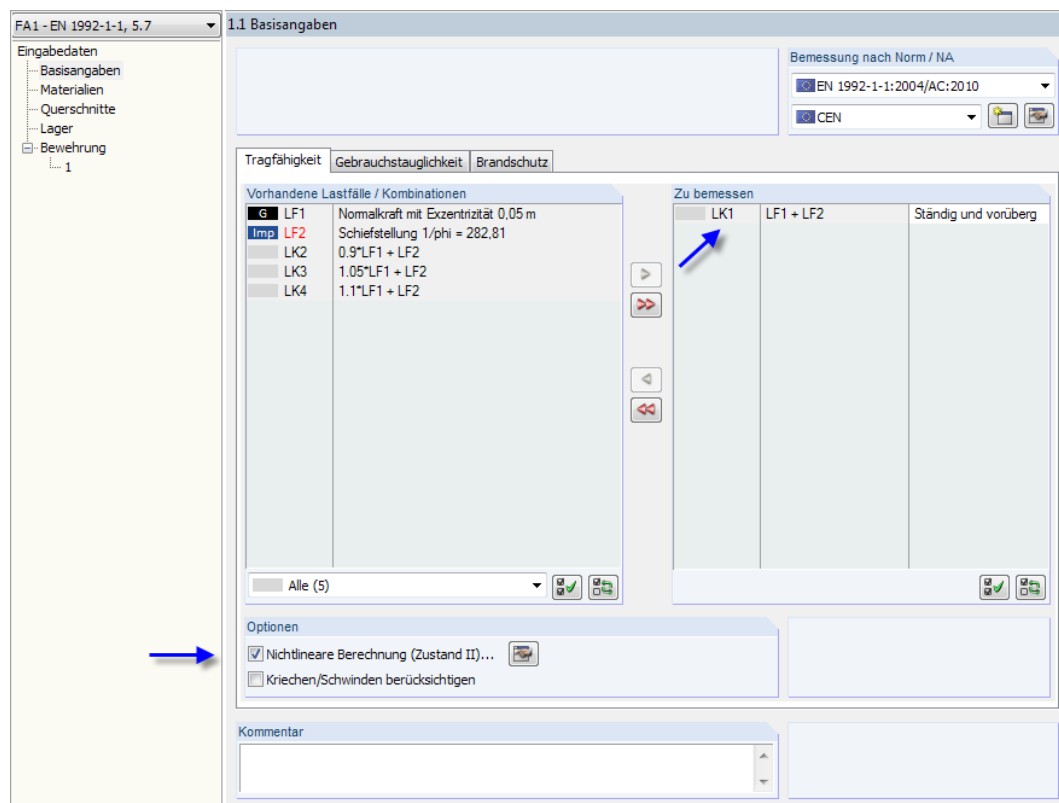 FA1 - EN 1992-1-1, 5.7
1.1 Basisangaben
Eingabedaten
Basisangaben
Materialien
Querschnitte
Lager
Bewehrung
1
Bemessung nach Norm / NA
EN 1992-1-1:2004/AC:2010
CEN
Tragfähigkeit
Gebrauchstauglichkeit
Brandschutz
Vorhandene Lastfälle / Kombinationen
G LF1 Normalkraft mit Exzentrizität 0,05 m
Imp LF2 Schiefstellung 1/phi = 282,81
LK2 0.9*LF1 + LF2
LK3 1.05*LF1 + LF2
LK4 1.1*LF1 + LF2
Alle (5)
Zu bemessen
LK1 LF1 + LF2 Ständig und vorüberg
Optionen
Nichtlineare Berechnung (Zustand II)...
Kriechen/Schwinden berücksichtigen
Kommentar